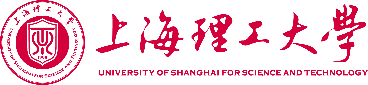 上海理工大學
UNIVERSITY OF SHANGHAI FOR SCIENCE AND TECHNOLOGY